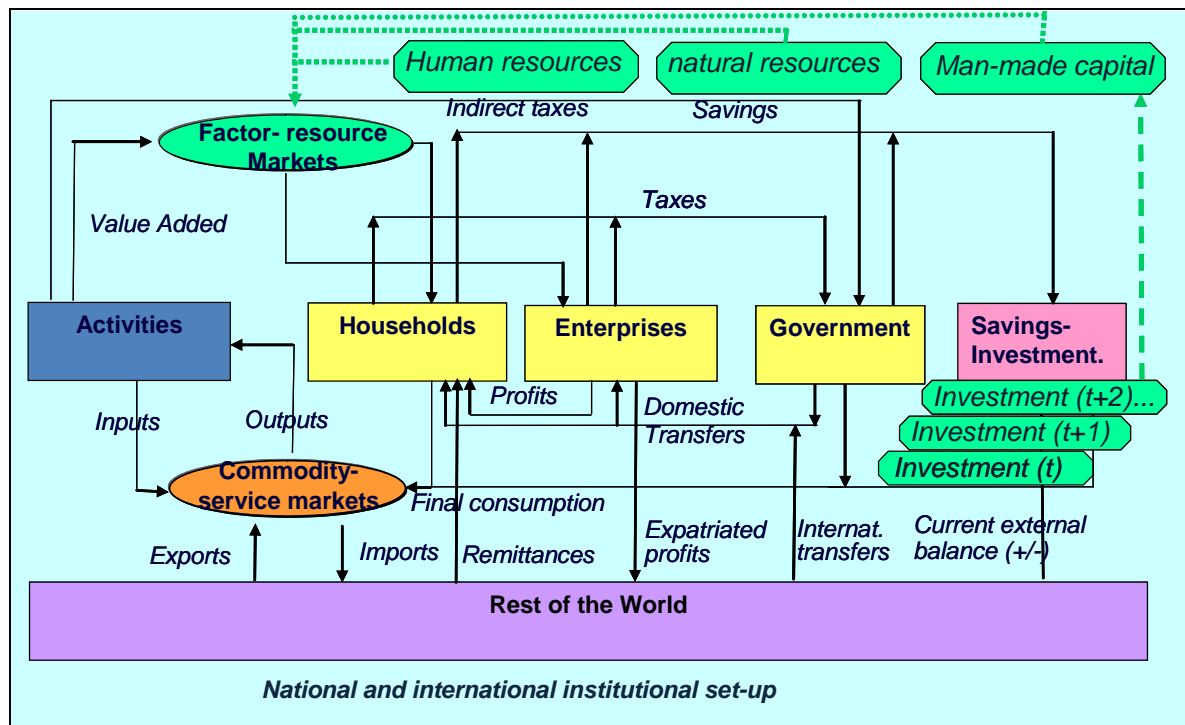 Human resources
natural resources
Man-made capital
Indirect taxes
Savings
Factor- resource
Markets
Value Added
Taxes
Activities
Households
Enterprises
Government
Savings-
Investment.
Profits
Domestic
Transfers
Investment (t+2)...
Investment (t+1)
Investment (t)
Inputs
Outputs
Commodity-
service markets
Final consumption
Exports
Imports
Remittances
Expatriated
profits
Internat.
transfers
Current external
balance (+/-)
Rest of the World
National and international institutional set-up